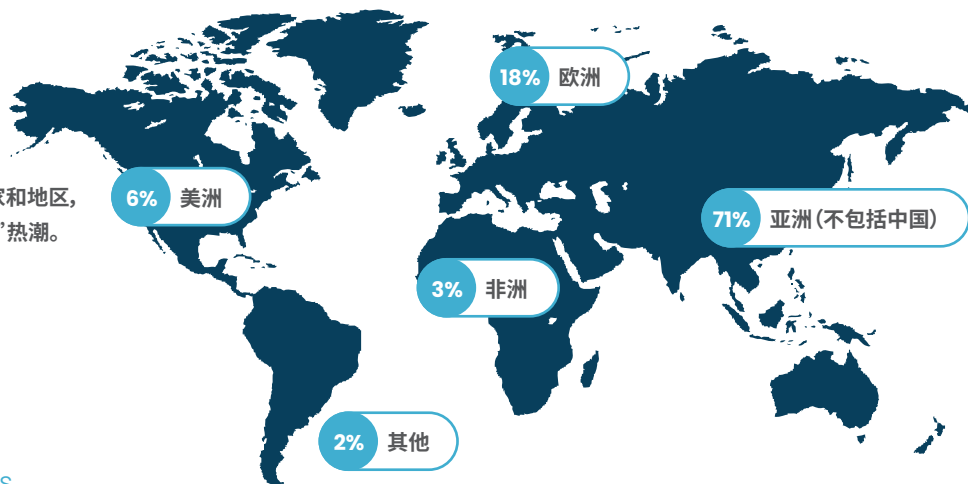 18% 欧洲
家和地区,
6% 美洲
71% 亚洲(不包括中国)
”热潮。
3% 非洲
2% 其他